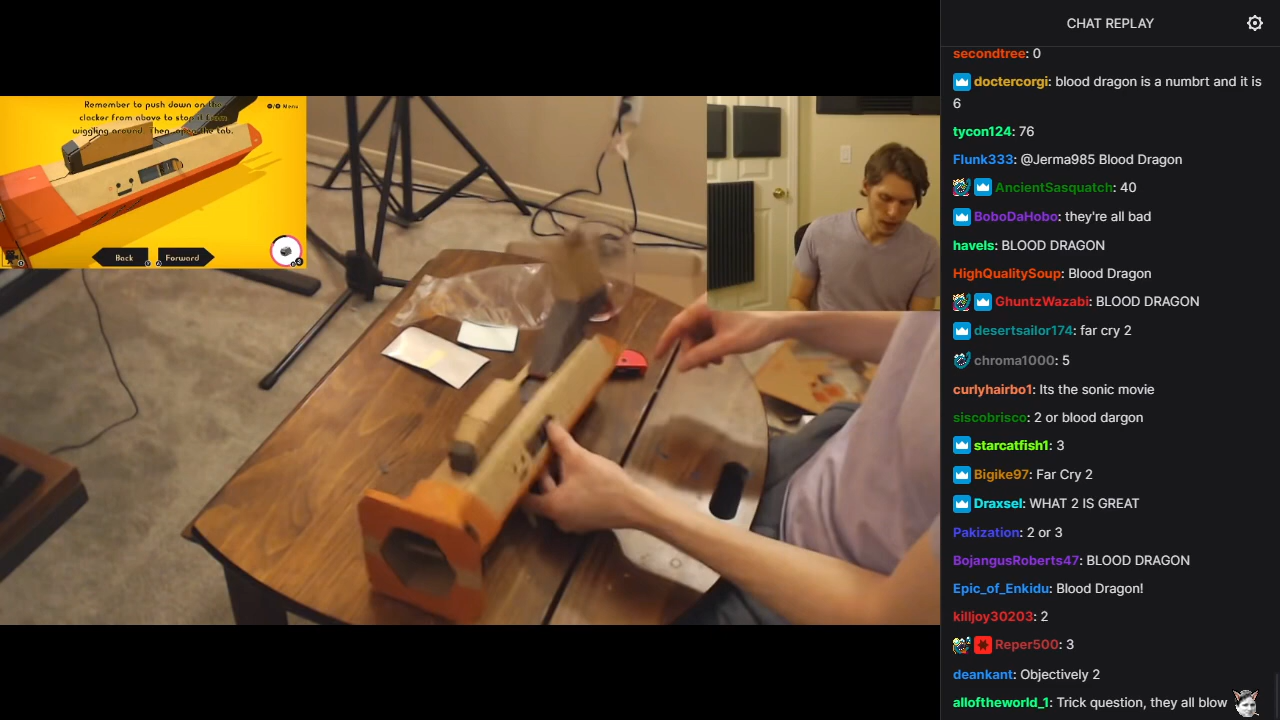 Remember to push down on the
clacker from above to stop it from
wiggling around. Then, open the tab.
Menu
Back
Forward
CHAT REPLAY
secondtree: 0
doctercorgi: blood dragon is a numbrt and it is
6
tycon124: 76
Flunk333: @Jerma985 Blood Dragon
AncientSasquatch: 40
BoboDaHobo: they're all bad
havels: BLOOD DRAGON
HighQualitySoup: Blood Dragon
GhuntzWazabi: BLOOD DRAGON
desertsailor174: far cry 2
chroma1000: 5
curlyhairbo1: Its the sonic movie
siscobrisco: 2 or blood dargon
starcatfish1: 3
Bigike97: Far Cry 2
Draxsel: WHAT 2 IS GREAT
Pakization: 2 or 3
BojangusRoberts47: BLOOD DRAGON
Epic_of_Enkidu: Blood Dragon!
killjoy30203: 2
Reper500: 3
deankant: Objectively 2
alloftheworld_1: Trick question, they all blow